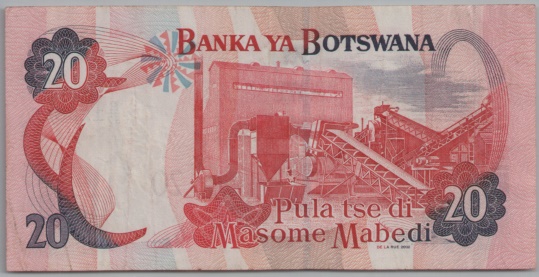 BANKA YA BOTSWANA
20
20
Pula tse di
Masome Mabedi
20